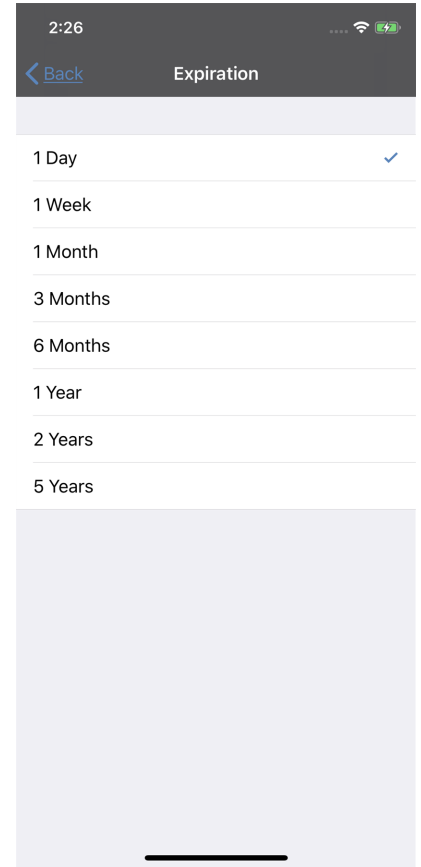 2:26
Back
Expiration
1 Day
1 Week
1 Month
3 Months
6 Months
1 Year
2 Years
5 Years